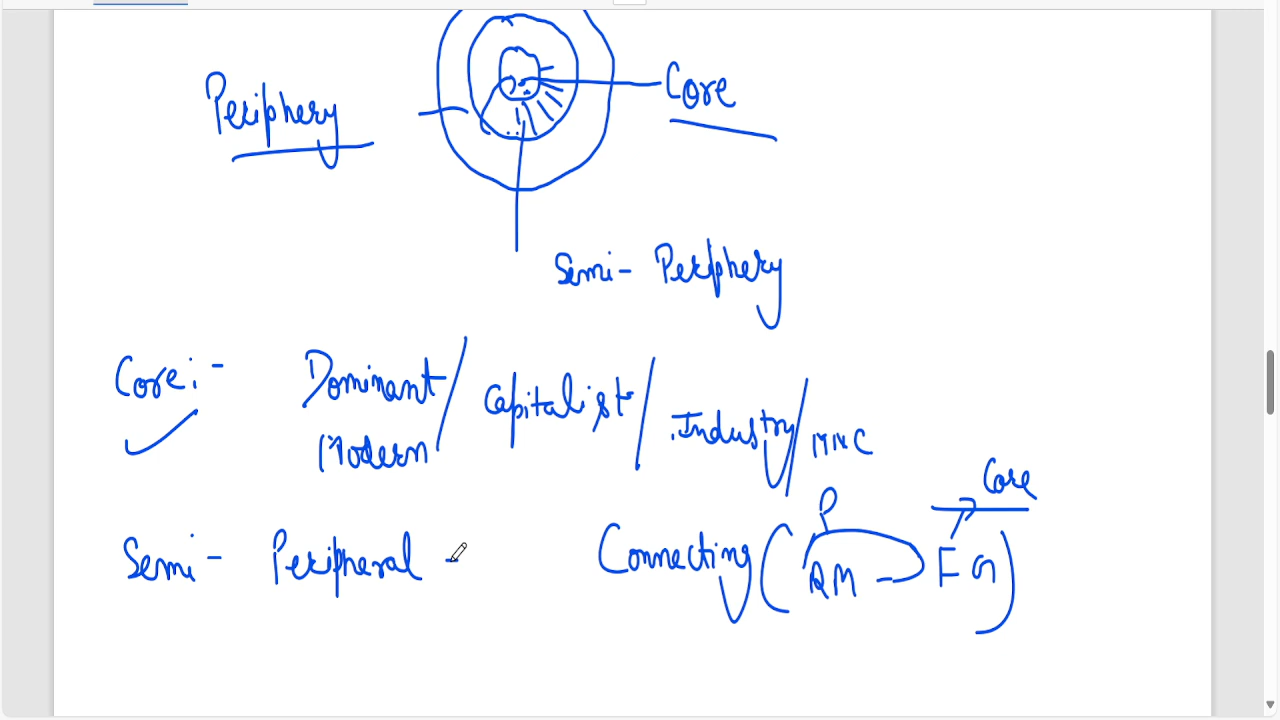 Periphery
Core
Semi- Periphery
Core:- Dominant/ Capitalist/ Industry/ MNC
Modern
Core
P
Semi- Peripheral - Connecting (RM - FG)